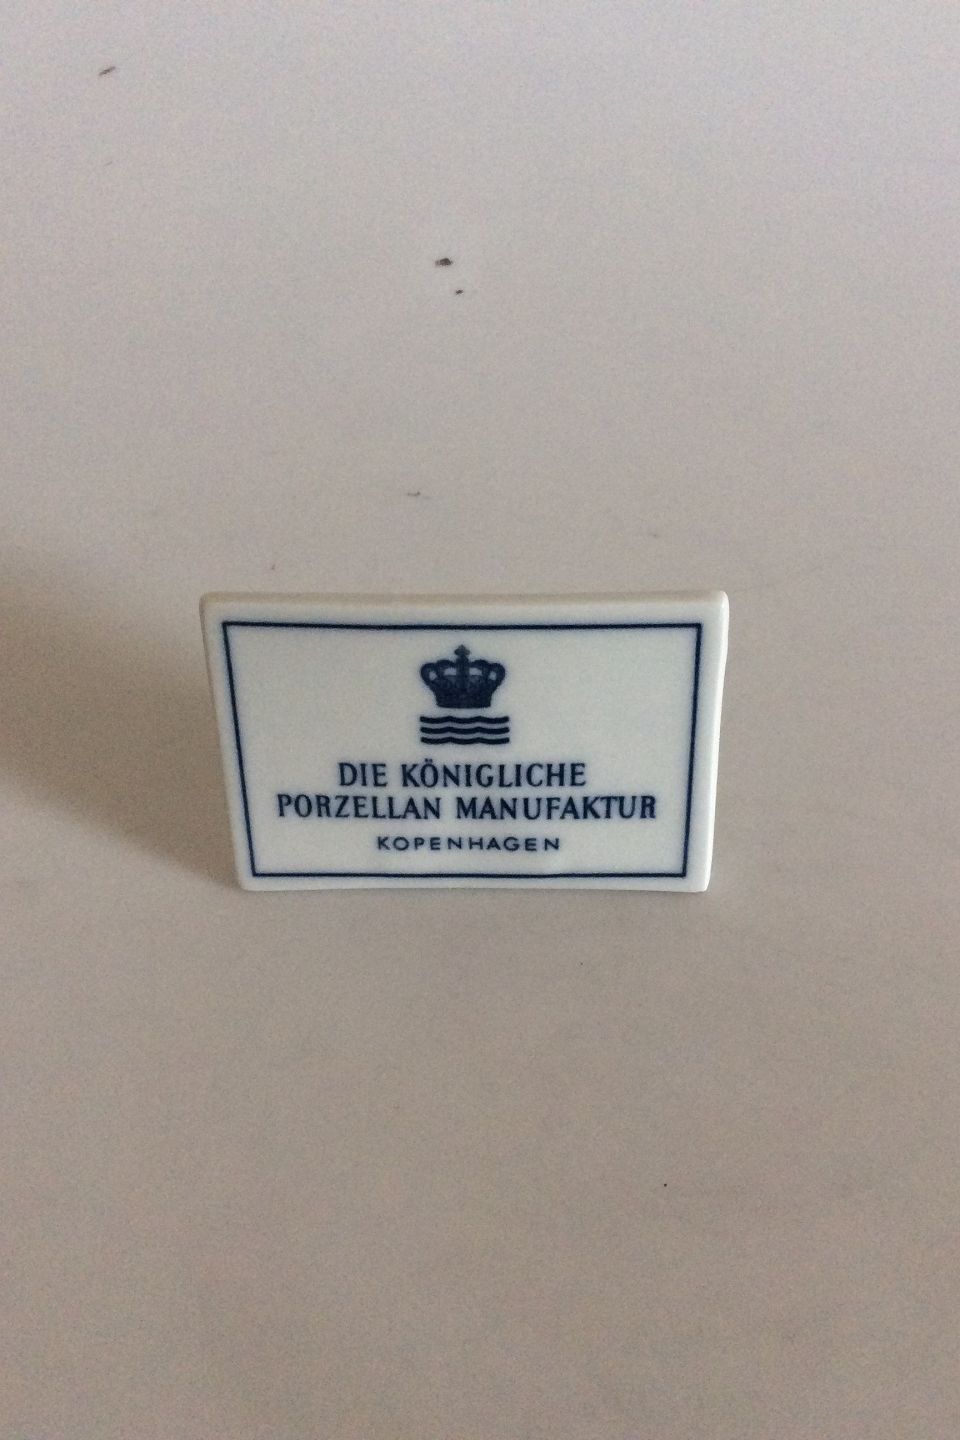 DIE KÖNIGLICHE
PORZELLAN MANUFAKTUR
KOPENHAGEN